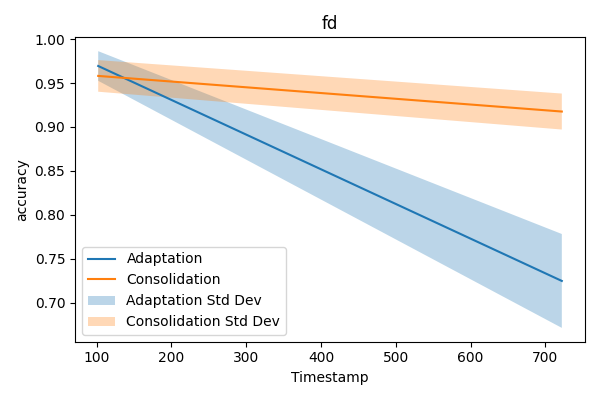 fd
1.00
0.95
0.90
0.85
0.80
0.75
0.70
accuracy
Adaptation
Consolidation
Adaptation Std Dev
Consolidation Std Dev
100 200 300 400 500 600 700
Timestamp